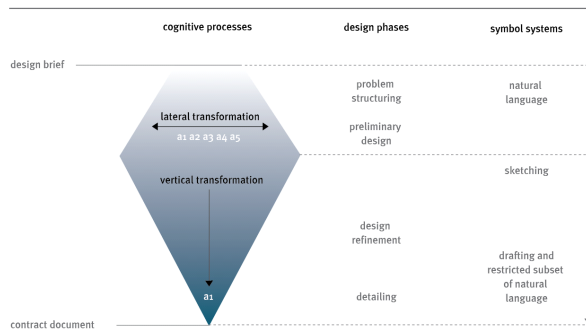 cognitive processes
design phases
symbol systems
design brief
problem
structuring
natural
language
lateral transformation
a1 a2 a3 a4 a5
preliminary
design
sketching
vertical transformation
design
refinement
drafting and
restricted subset
of natural
language
a1
detailing
contract document